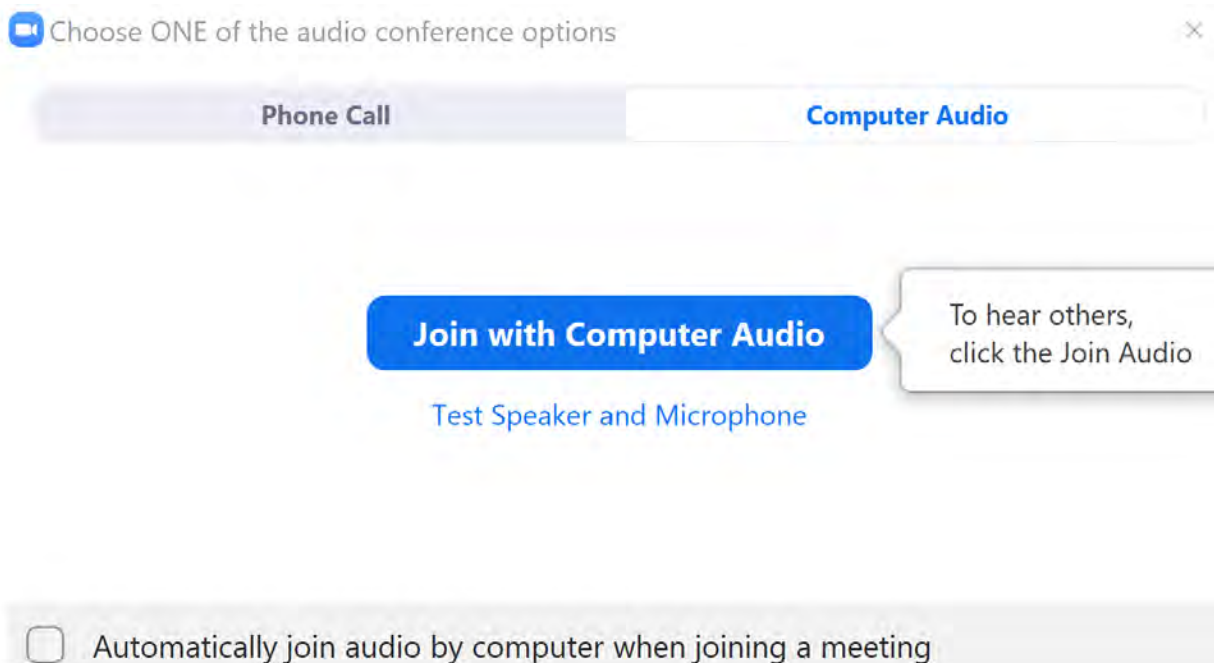 Choose ONE of the audio conference options
Phone Call
Computer Audio
Join with Computer Audio
To hear others,
click the Join Audio
Test Speaker and Microphone
Automatically join audio by computer when joining a meeting